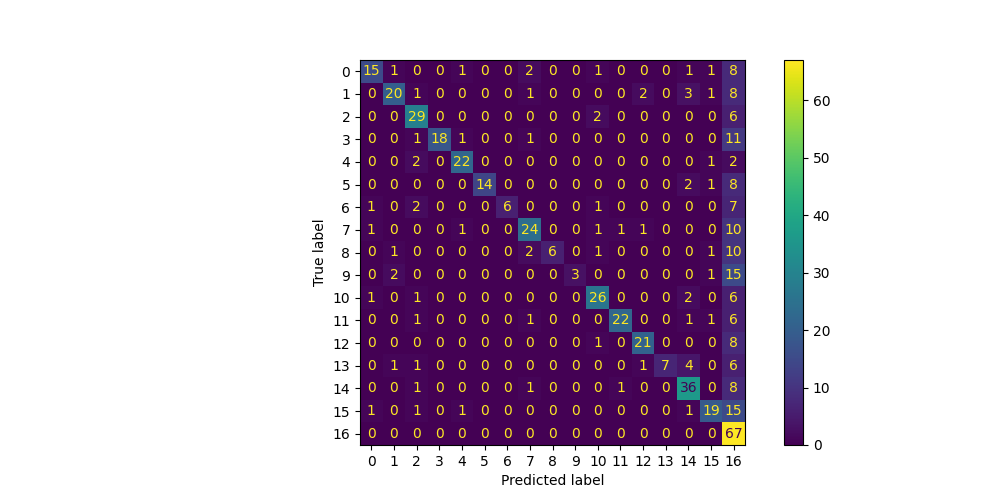 0 15 1 0 0 1 0 0 2 0 0 1 0 0 0 1 1 8
1 0 20 1 0 0 0 0 1 0 0 0 0 2 0 3 1 8 60
2 0 0 29 0 0 0 0 0 0 0 2 0 0 0 0 0 6
3 0 0 1 18 1 0 0 1 0 0 0 0 0 0 0 0 11 50
4 0 0 2 0 22 0 0 0 0 0 0 0 0 0 0 1 2
5 0 0 0 0 0 14 0 0 0 0 0 0 0 0 2 1 8
6 1 0 2 0 0 0 6 0 0 0 1 0 0 0 0 0 7 40
7 1 0 0 0 1 0 0 24 0 0 1 1 1 0 0 0 10
8 0 1 0 0 0 0 0 2 6 0 1 0 0 0 0 1 10
True label
9 0 2 0 0 0 0 0 0 0 3 0 0 0 0 0 1 15 30
10 1 0 1 0 0 0 0 0 0 0 26 0 0 0 2 0 6
11 0 0 1 0 0 0 0 1 0 0 0 22 0 0 1 1 6 20
12 0 0 0 0 0 0 0 0 0 0 1 0 21 0 0 0 8
13 0 1 1 0 0 0 0 0 0 0 0 0 1 7 4 0 6
14 0 0 1 0 0 0 0 1 0 0 0 1 0 0 36 0 8 10
15 1 0 1 0 1 0 0 0 0 0 0 0 0 0 1 19 15
16 0 0 0 0 0 0 0 0 0 0 0 0 0 0 0 0 67 0
0 1 2 3 4 5 6 7 8 9 10 11 12 13 14 15 16
Predicted label